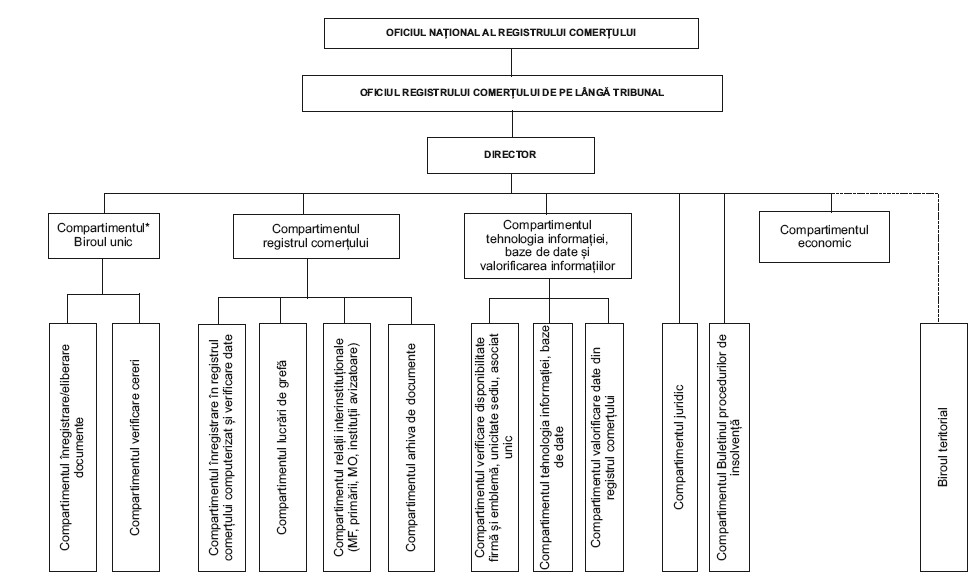 OFICIUL NAȚIONAL AL REGISTRULUI COMERȚULUI
OFICIUL REGISTRULUI COMERȚULUI DE PE LÂNGĂ TRIBUNAL
DIRECTOR
Compartimentul*
Biroul unic
Compartimentul
registrul comerțului
Compartimentul
tehnologia informației,
baze de date și
valorificarea informațiilor
Compartimentul
economic
Compartimentul înregistrare/eliberare
documente
Compartimentul verificare cereri
Compartimentul înregistrare în registrul
comerțului computerizat și verificare date
Compartimentul lucrări de grefă
Compartimentul relații interinstituționale
(MF, primării, MO, instituții avizatoare)
Compartimentul arhiva de documente
Compartimentul verificare disponibilitate
firmă și emblemă, unicitate sediu, asociat
unic
Compartimentul tehnologia informației, baze
de date
Compartimentul valorificare date din
registrul comerțului
Compartimentul juridic
Compartimentul Buletinul procedurilor de
insolvență
Biroul teritorial